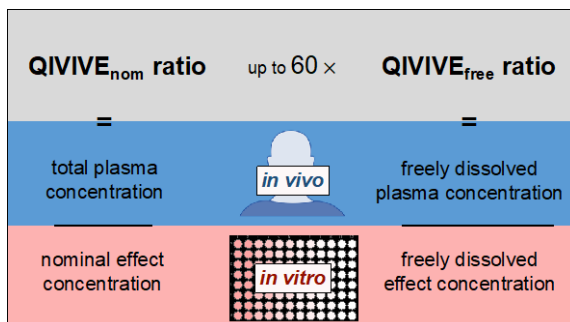 QIVIVEnom ratio up to 60 × QIVIVEfree ratio
= =
total plasma concentration
in vivo
freely dissolved plasma concentration
nominal effect concentration
in vitro
freely dissolved effect concentration